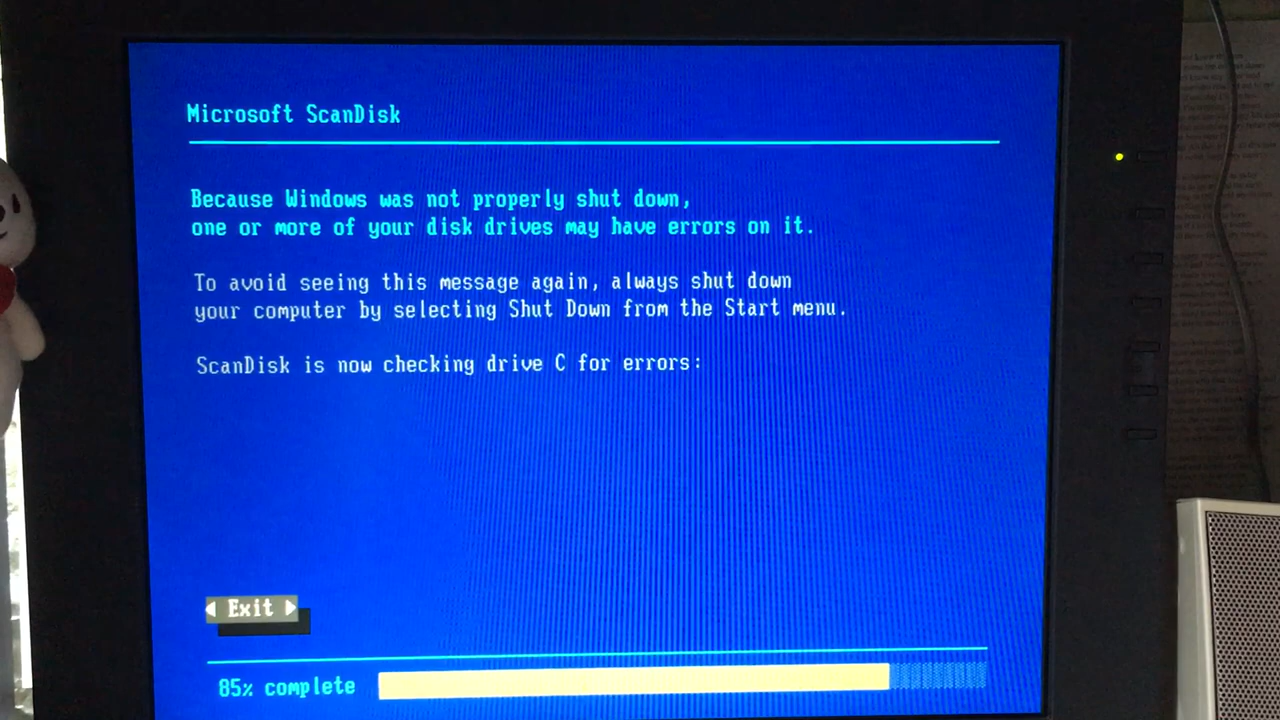 Microsoft ScanDisk
Because Windows was not properly shut down,
one or more of your disk drives may have errors on it.
To avoid seeing this message again, always shut down
your computer by selecting Shut Down from the Start menu.
ScanDisk is now checking drive C for errors:
◄ Exit ►
85% complete